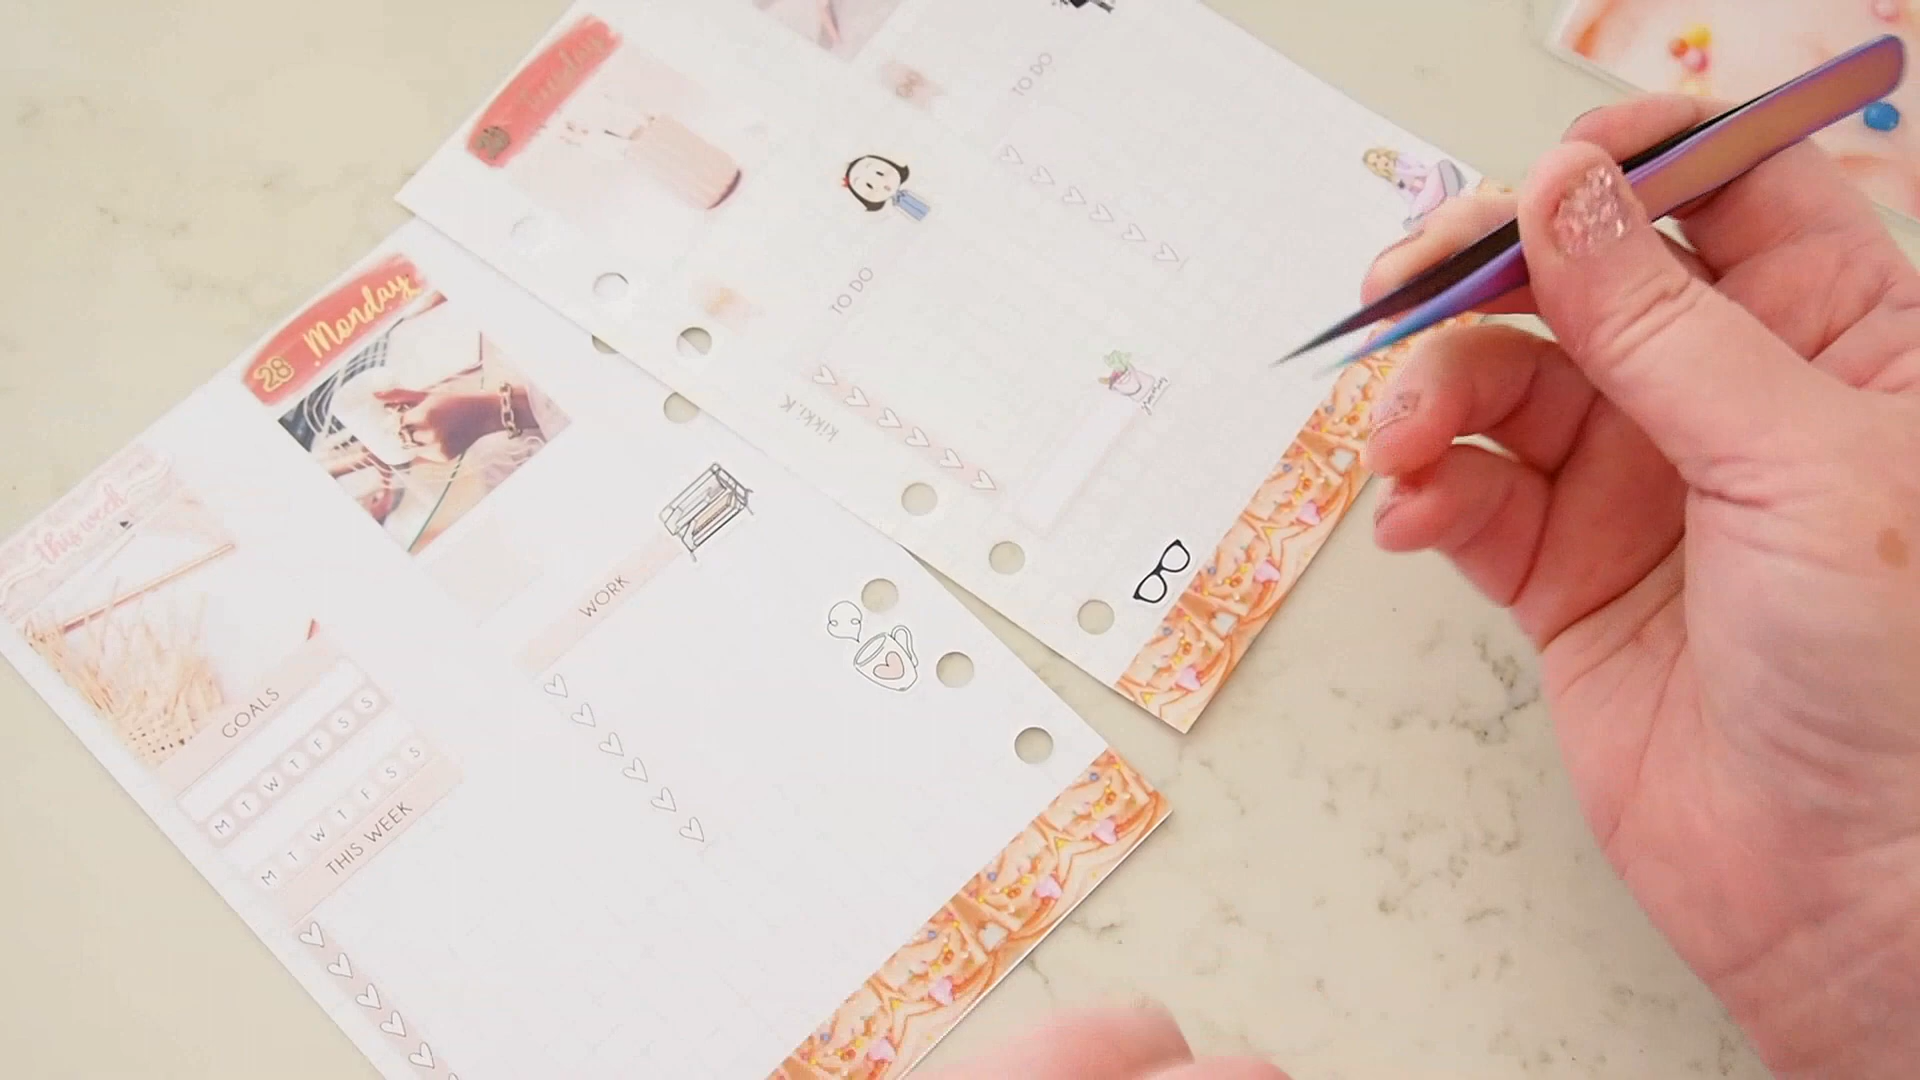 this week
GOALS
M T W T F S S
M T W T F S S
THIS WEEK
28 Monday
WORK
Tuesday
TO DO
kikki.K
TO DO